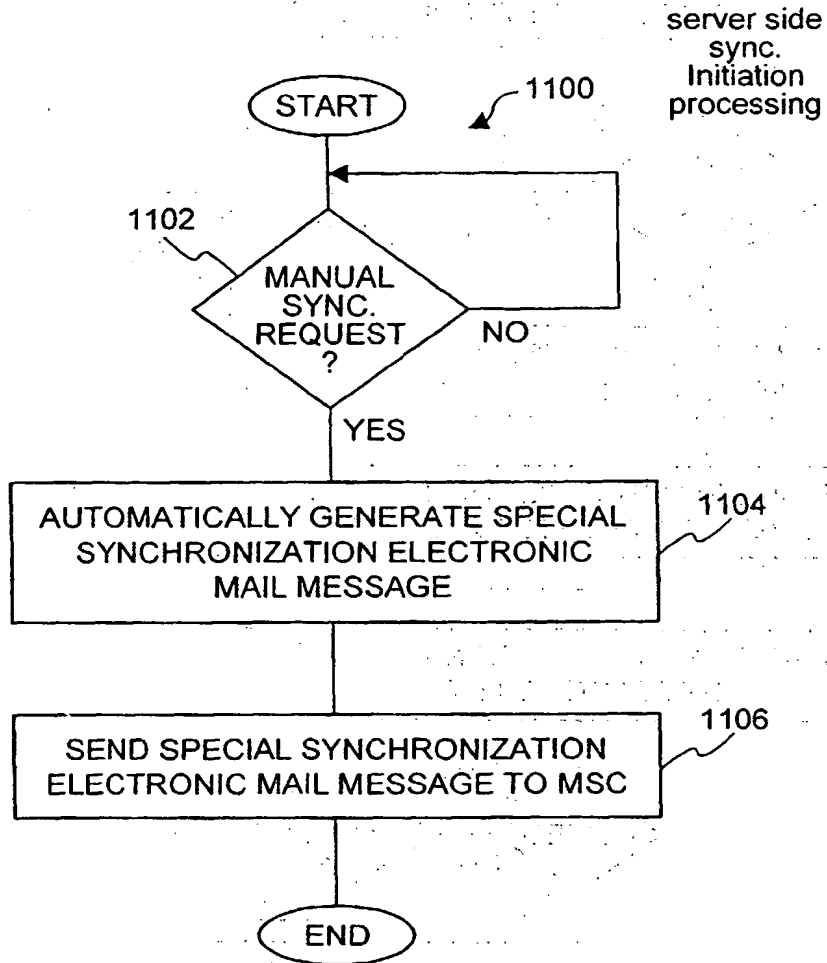 server side
sync.
Initiation
processing
START
1100
1102
MANUAL
SYNC.
REQUEST
?
NO
YES
AUTOMATICALLY GENERATE SPECIAL
SYNCHRONIZATION ELECTRONIC
MAIL MESSAGE
1104
SEND SPECIAL SYNCHRONIZATION
ELECTRONIC MAIL MESSAGE TO MSC
1106
END